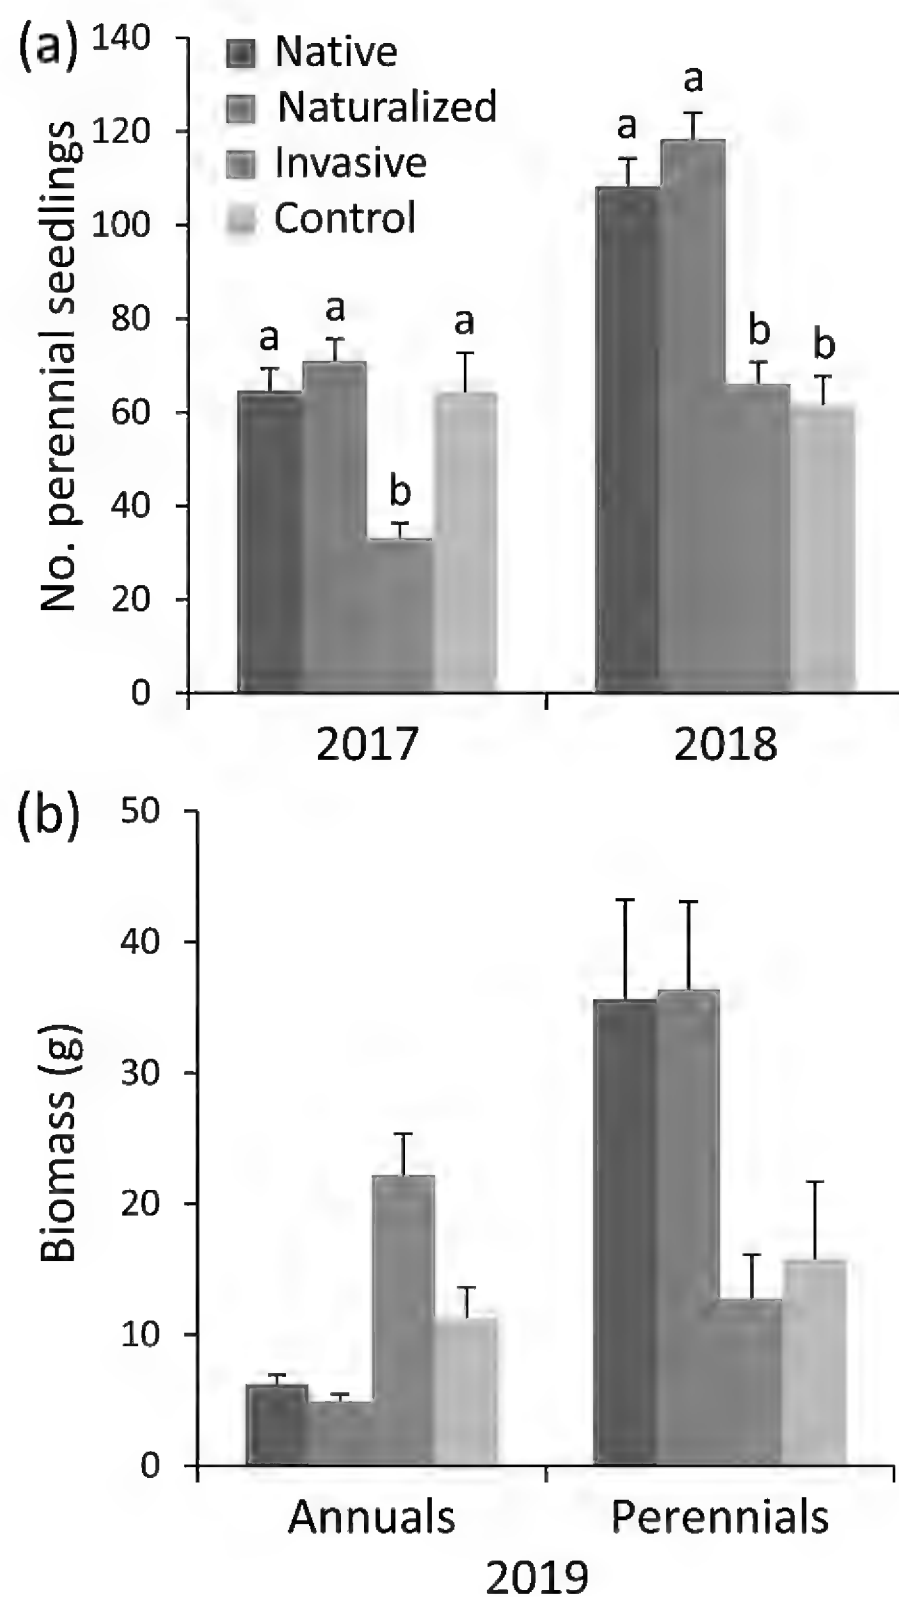 (a)
No. perennial seedlings
140
120
100
80
60
40
20
0
Native
Naturalized
Invasive
Control
a
a
b
a
a
a
b
b
2017
2018
(b)
Biomass (g)
50
40
30
20
10
0
Annuals
Perennials
2019